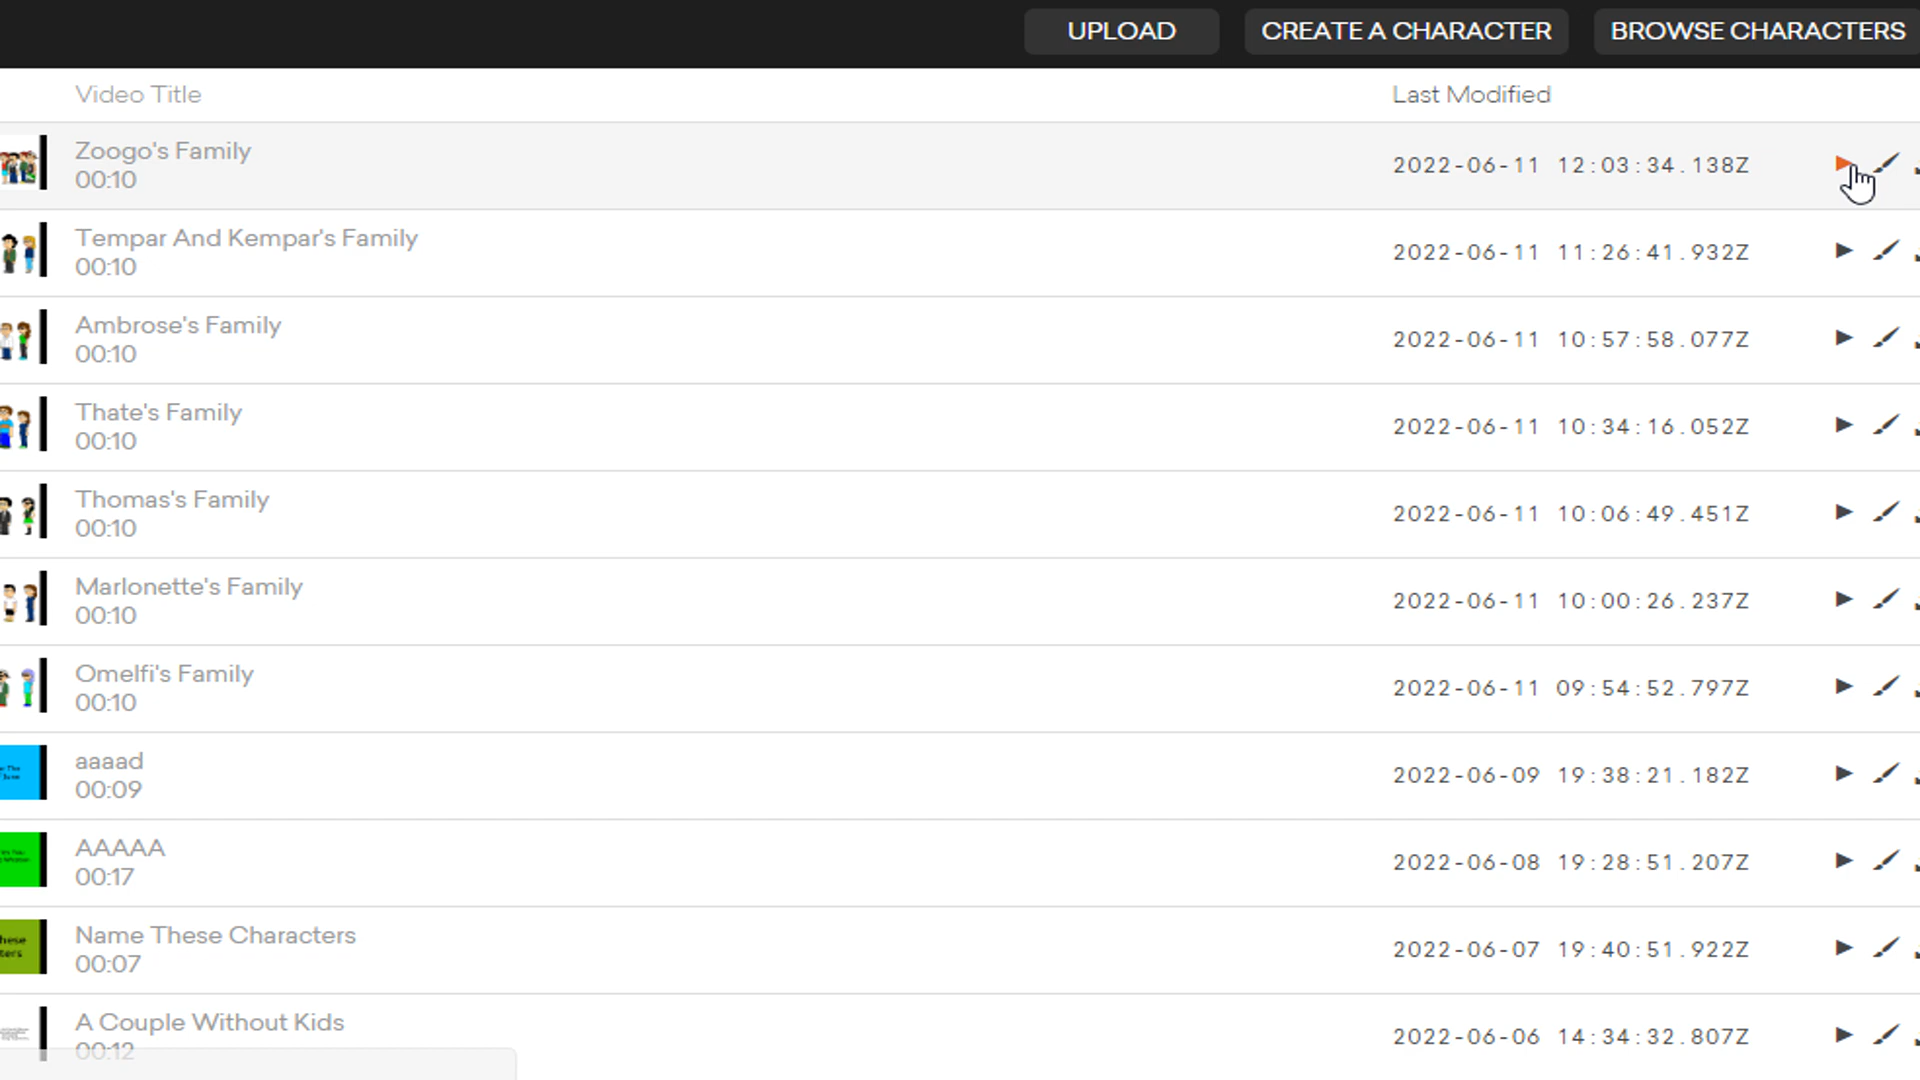 UPLOAD CREATE A CHARACTER BROWSE CHARACTERS
Video Title Last Modified
Zoogo's Family
00:10
2022-06-11 12:03:34.138Z
Tempar And Kempar's Family
00:10
2022-06-11 11:26:41.932Z
Ambrose's Family
00:10
2022-06-11 10:57:58.077Z
Thate's Family
00:10
2022-06-11 10:34:16.052Z
Thomas's Family
00:10
2022-06-11 10:06:49.451Z
Marlonette's Family
00:10
2022-06-11 10:00:26.237Z
Omelfi's Family
00:10
2022-06-11 09:54:52.797Z
aaaad
00:09
2022-06-09 19:38:21.182Z
AAAAA
00:17
2022-06-08 19:28:51.207Z
Name These Characters
00:07
2022-06-07 19:40:51.922Z
A Couple Without Kids
00:12
2022-06-06 14:34:32.807Z